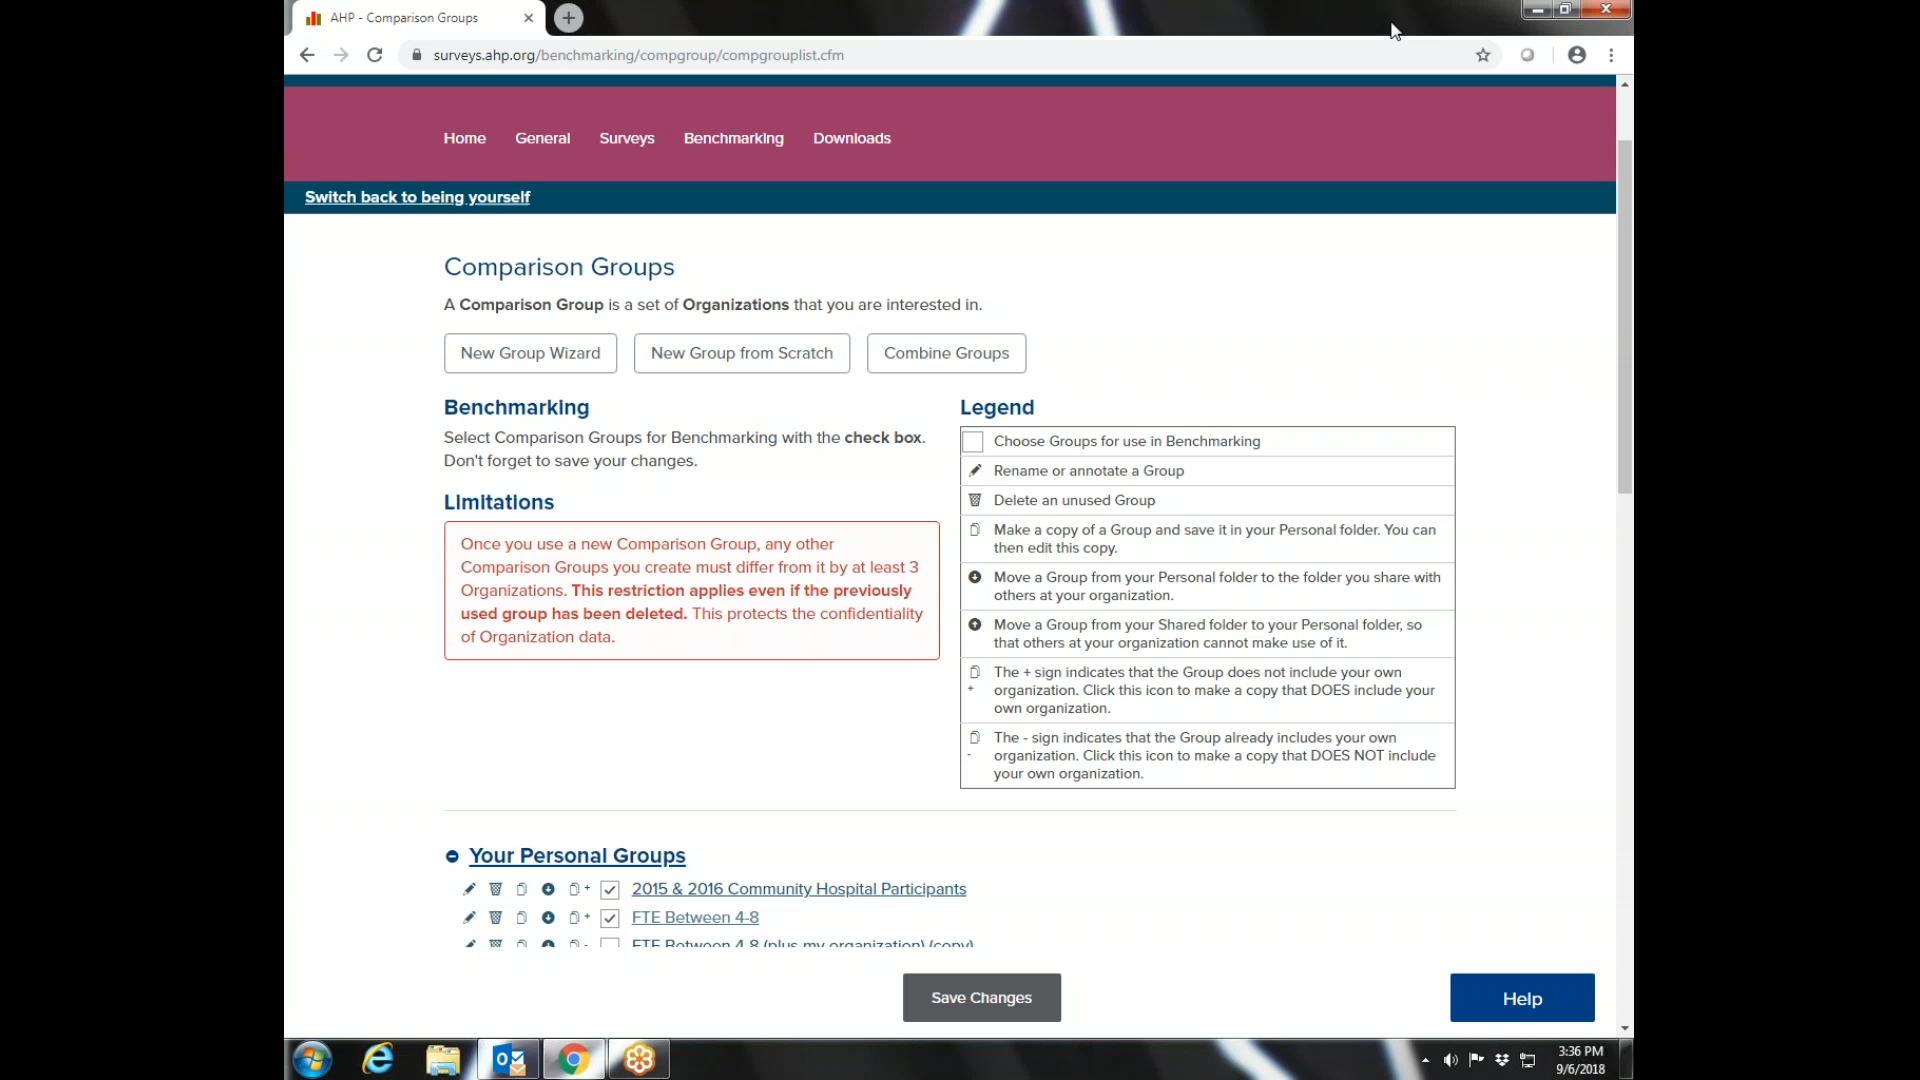 AHP - Comparison Groups
surveys.ahp.org/benchmarking/compgroup/compgrouplist.cfm
Home General Surveys Benchmarking Downloads
Switch back to being yourself
Comparison Groups
A Comparison Group is a set of Organizations that you are interested in.
New Group Wizard New Group from Scratch Combine Groups
Benchmarking
Select Comparison Groups for Benchmarking with the check box.
Don't forget to save your changes.
Limitations
Once you use a new Comparison Group, any other
Comparison Groups you create must differ from it by at least 3
Organizations. This restriction applies even if the previously
used group has been deleted. This protects the confidentiality
of Organization data.
Legend
Choose Groups for use in Benchmarking
Rename or annotate a Group
Delete an unused Group
Make a copy of a Group and save it in your Personal folder. You can
then edit this copy.
Move a Group from your Personal folder to the folder you share with
others at your organization.
Move a Group from your Shared folder to your Personal folder, so
that others at your organization cannot make use of it.
The + sign indicates that the Group does not include your own
organization. Click this icon to make a copy that DOES include your
own organization.
The - sign indicates that the Group already includes your own
organization. Click this icon to make a copy that DOES NOT include
your own organization.
Your Personal Groups
2015 & 2016 Community Hospital Participants
FTE Between 4-8
FTE Between 4-8 (plus my organization) (copy)
Save Changes
Help
3:36 PM
9/6/2018